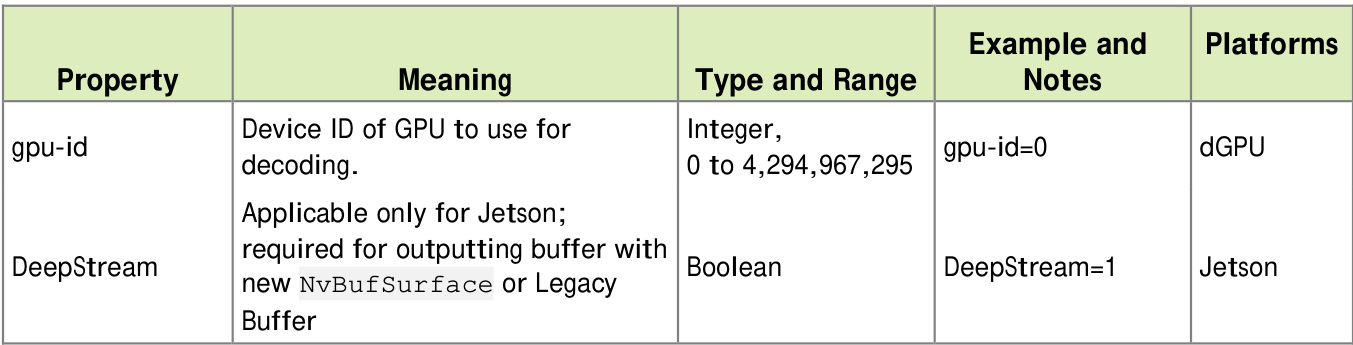 Property
Meaning
Type and Range
Example and
Notes
Platforms
gpu-id
Device ID of GPU to use for
decoding.
Integer,
0 to 4,294,967,295
gpu-id=0
dGPU
DeepStream
Applicable only for Jetson;
required for outputting buffer with
new NvBufSurface or Legacy
Buffer
Boolean
DeepStream=1
Jetson